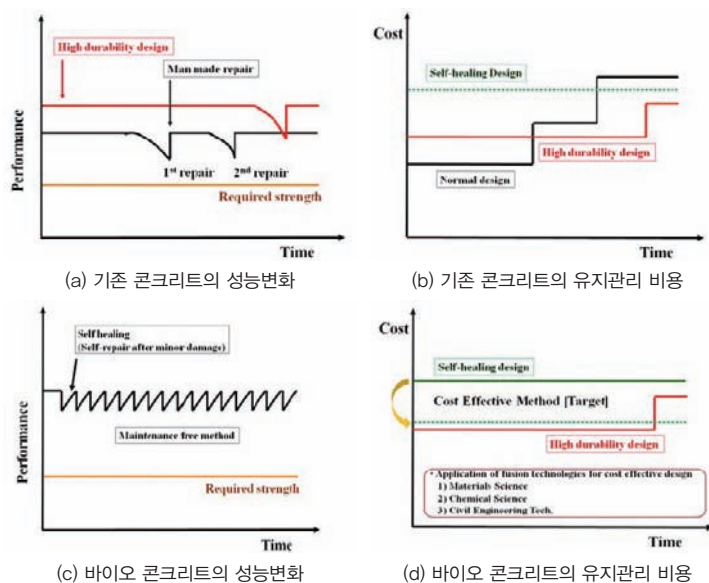 High durability design
Man made repair
Performance
1st repair
2nd repair
Required strength
Time
(a) 기존 콘크리트의 성능변화
Cost
Self-healing Design
High durability design
Normal design
Time
(b) 기존 콘크리트의 유지관리 비용
Self healing
(Self-repair after minor damage)
Performance
Maintenance free method
Required strength
Time
(c) 바이오 콘크리트의 성능변화
Cost
Self-healing design
Cost Effective Method [Target]
High durability design
• Application of fusion technologies for cost effective design
1) Materials Science
2) Chemical Science
3) Civil Engineering Tech.
Time
(d) 바이오 콘크리트의 유지관리 비용